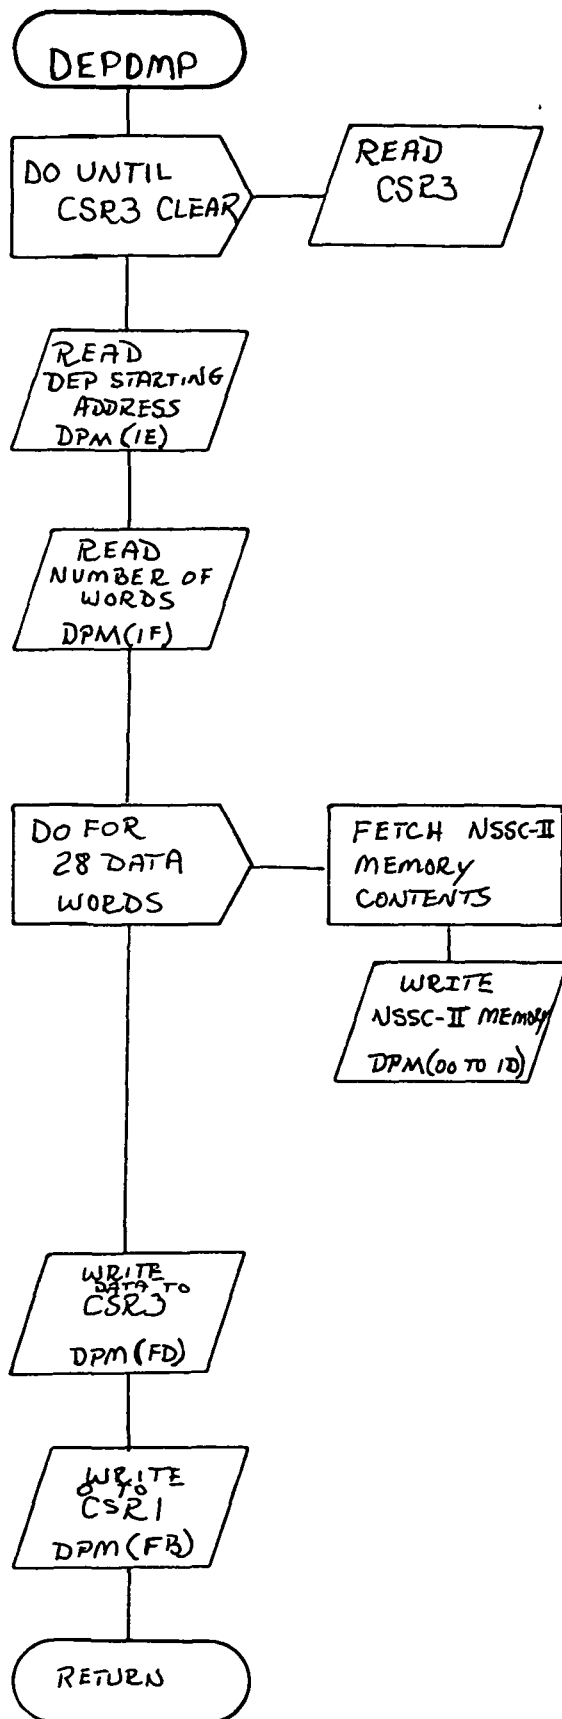 DEPDMP
DO UNTIL
CSR3 CLEAR
READ
CSR3
READ
DEP STARTING
ADDRESS
DPM(1E)
READ
NUMBER OF
WORDS
DPM(1F)
DO FOR
28 DATA
WORDS
FETCH NSSC-II
MEMORY
CONTENTS
WRITE
NSSC-II MEMORY
DPM(00 TO 1D)
WRITE
DATA TO
CSR3
DPM(FD)
WRITE
0 TO
CSR1
DPM(FB)
RETURN